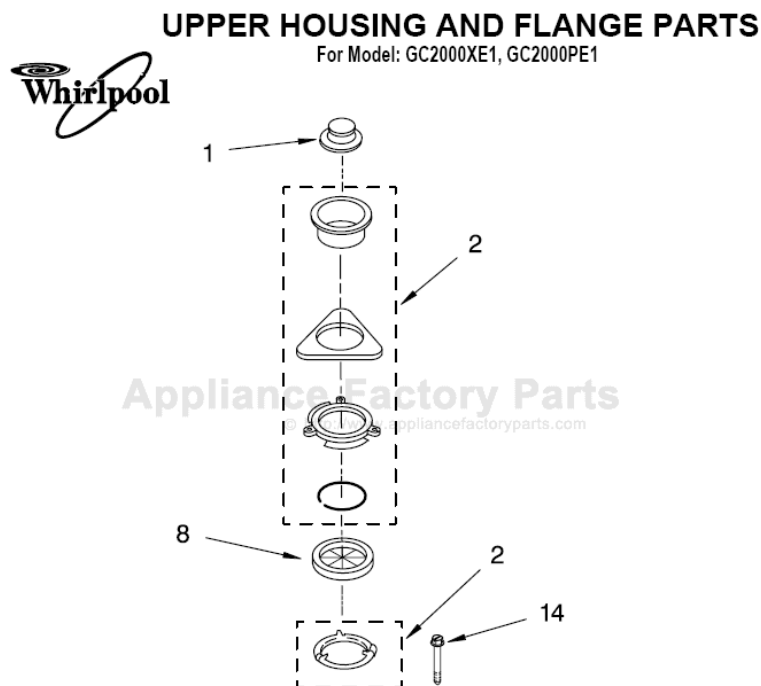 UPPER HOUSING AND FLANGE PARTS
For Model: GC2000XE1, GC2000PE1
Whirlpool
1
2
Appliance Factory Parts
© http://www.appliancefactoryparts.com
8
2
14